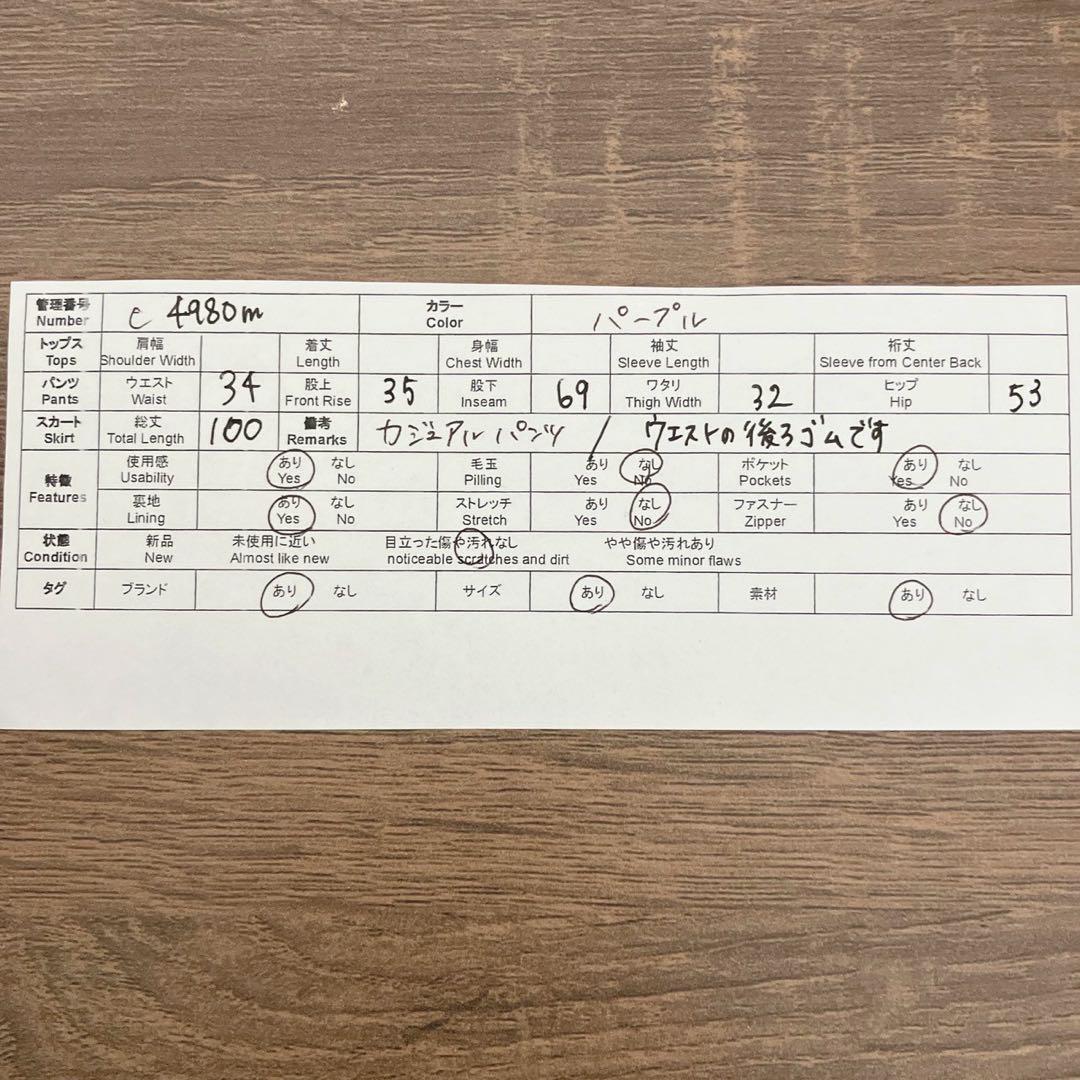 管理番号 Number C 4980m カラー Color パープル
トップス Tops 肩幅 Shoulder Width 着丈 Length 身幅 Chest Width 袖丈 Sleeve Length 裄丈 Sleeve from Center Back
パンツ Pants ウエスト Waist 34 股上 Front Rise 35 股下 Inseam 69 ワタリ Thigh Width 32 ヒップ Hip 53
スカート Skirt 総丈 Total Length 100 備考 Remarks カジュアルパンツ / ウエストの後ろゴムです
特徴 Features 使用感 Usability あり Yes なし No 毛玉 Pilling あり Yes なし No ポケット Pockets あり Yes なし No
裏地 Lining あり Yes なし No ストレッチ Stretch あり Yes なし No ファスナー Zipper あり Yes なし No
状態 Condition 新品 New 未使用に近い Almost like new 目立った傷や汚れなし noticeable scratches and dirt やや傷や汚れあり Some minor flaws
タグ ブランド あり なし サイズ あり なし 素材 あり なし